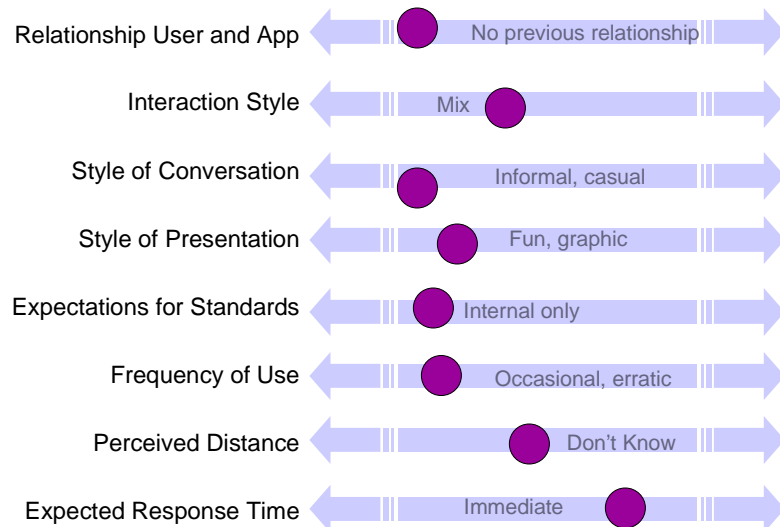 Relationship User and App
No previous relationship
Interaction Style
Mix
Style of Conversation
Informal, casual
Style of Presentation
Fun, graphic
Expectations for Standards
Internal only
Frequency of Use
Occasional, erratic
Perceived Distance
Don’t Know
Expected Response Time
Immediate